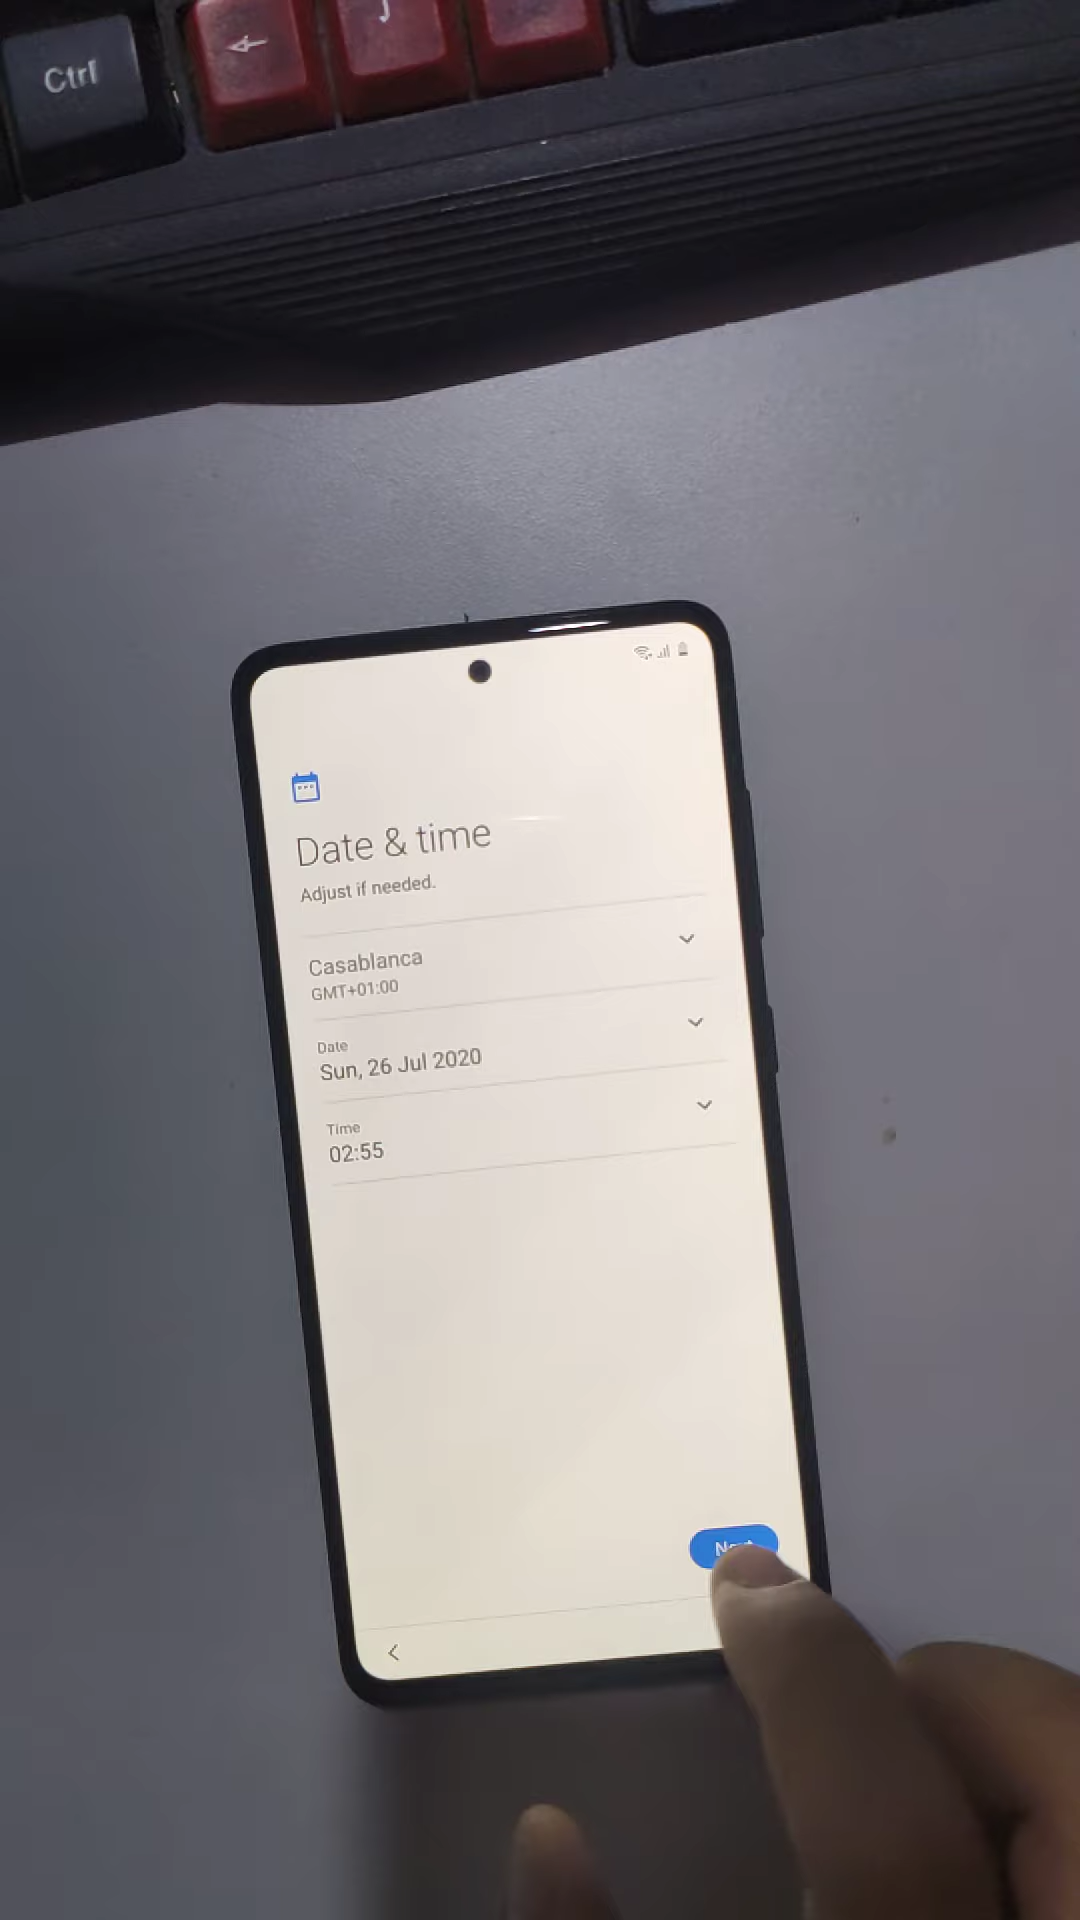 Ctrl
Date & time
Adjust if needed.
Casablanca
GMT+01:00
Date
Sun, 26 Jul 2020
Time
02:55